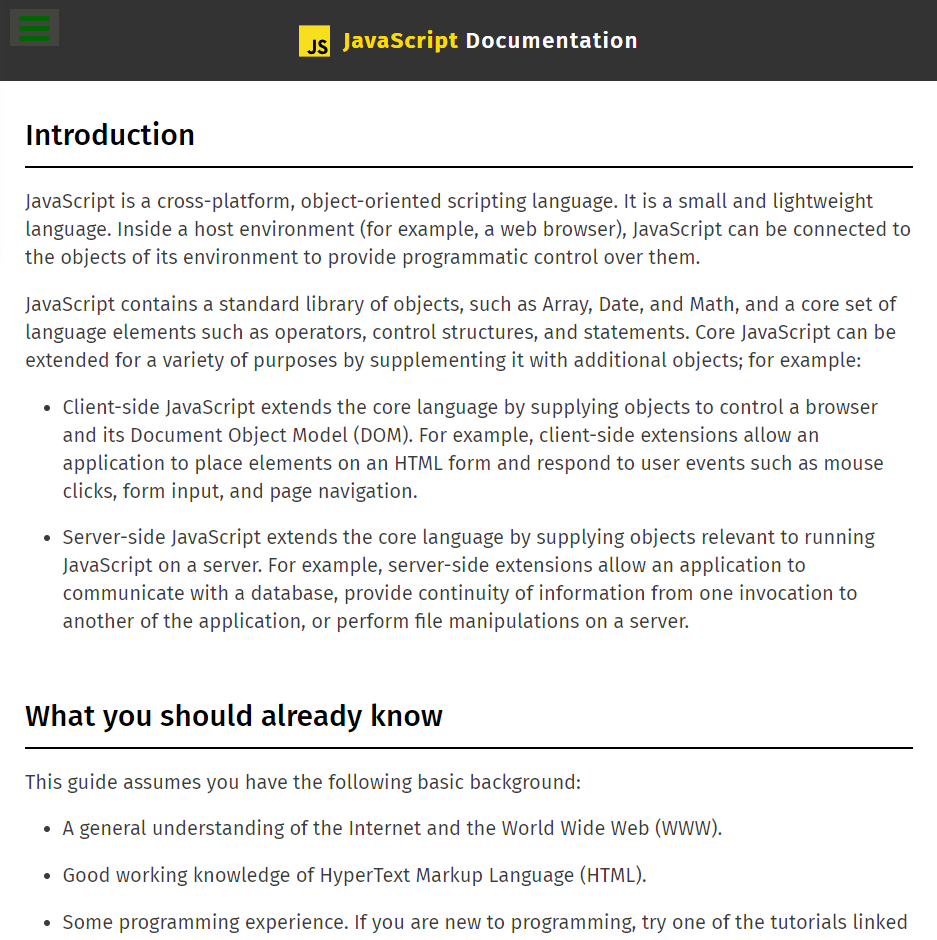 JS JavaScript Documentation
Introduction
JavaScript is a cross-platform, object-oriented scripting language. It is a small and lightweight
language. Inside a host environment (for example, a web browser), JavaScript can be connected to
the objects of its environment to provide programmatic control over them.
JavaScript contains a standard library of objects, such as Array, Date, and Math, and a core set of
language elements such as operators, control structures, and statements. Core JavaScript can be
extended for a variety of purposes by supplementing it with additional objects; for example:
• Client-side JavaScript extends the core language by supplying objects to control a browser
and its Document Object Model (DOM). For example, client-side extensions allow an
application to place elements on an HTML form and respond to user events such as mouse
clicks, form input, and page navigation.
• Server-side JavaScript extends the core language by supplying objects relevant to running
JavaScript on a server. For example, server-side extensions allow an application to
communicate with a database, provide continuity of information from one invocation to
another of the application, or perform file manipulations on a server.
What you should already know
This guide assumes you have the following basic background:
• A general understanding of the Internet and the World Wide Web (WWW).
• Good working knowledge of HyperText Markup Language (HTML).
• Some programming experience. If you are new to programming, try one of the tutorials linked